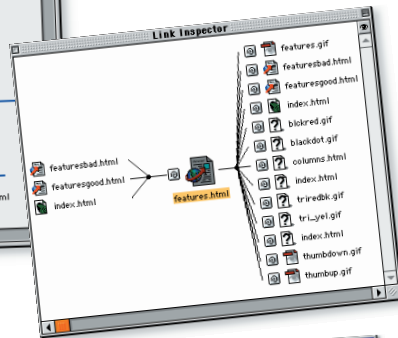 Link Inspector
features.gif
featuresbad.html
featuresgood.html
index.html
blckred.gif
blackdot.gif
columns.html
index.html
triredbk.gif
tri_yel.gif
index.html
thumbdown.gif
thumbup.gif
featuresbad.html
featuresgood.html
index.html
features.html
ml